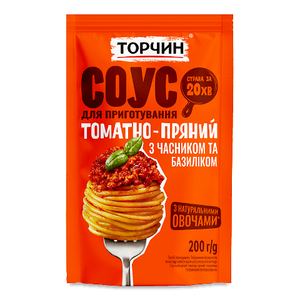 ТОРЧИН
СОУС
СТРАВА ЗА
20ХВ
ДЛЯ ПРИГОТУВАННЯ
ТОМАТНО-ПРЯНИЙ
З ЧАСНИКОМ ТА
БАЗИЛІКОМ
З НАТУРАЛЬНИМИ
ОВОЧАМИ
200 г/g